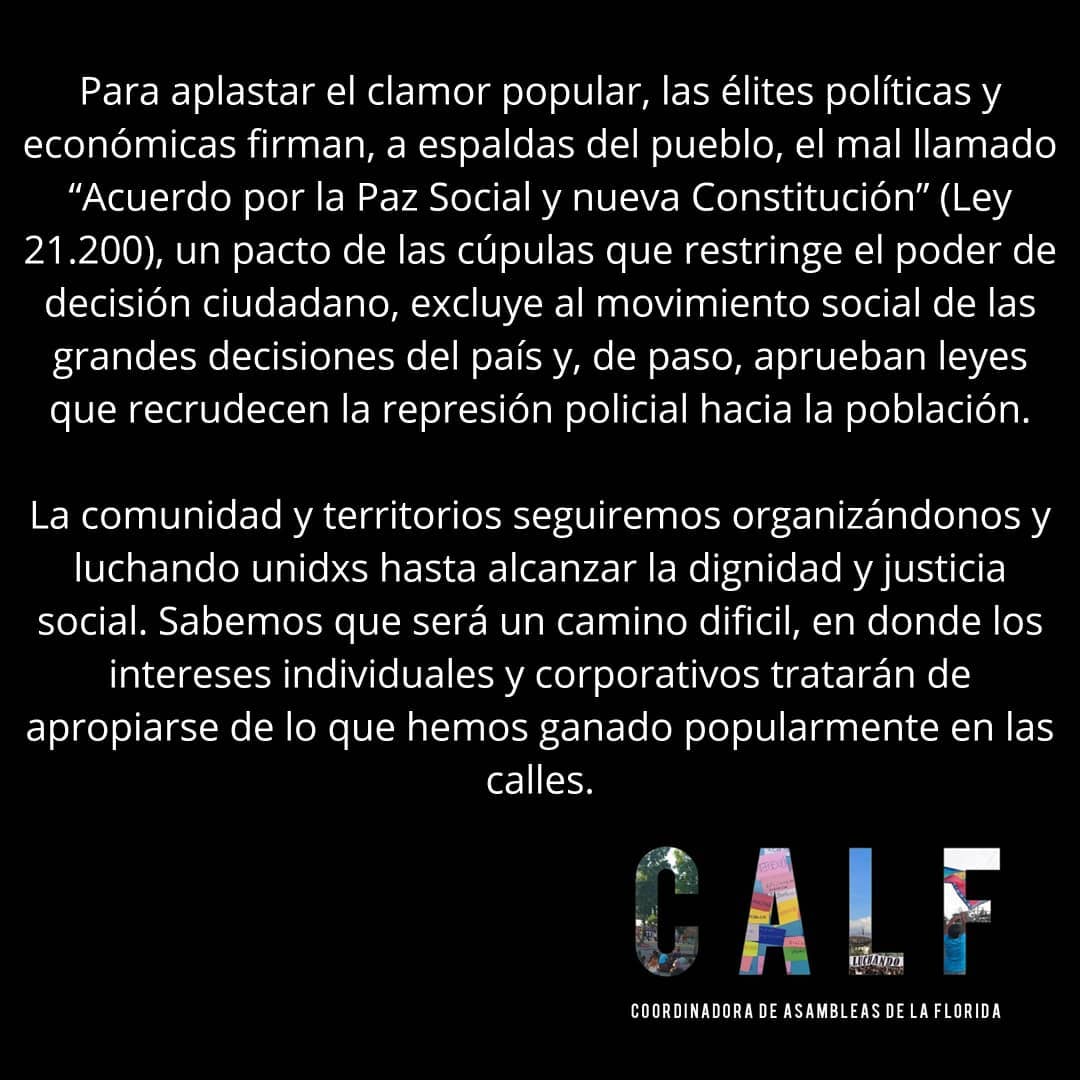 Para aplastar el clamor popular, las élites políticas y
económicas firman, a espaldas del pueblo, el mal llamado
“Acuerdo por la Paz Social y nueva Constitución” (Ley
21.200), un pacto de las cúpulas que restringe el poder de
decisión ciudadano, excluye al movimiento social de las
grandes decisiones del país y, de paso, aprueban leyes
que recrudecen la represión policial hacia la población.
La comunidad y territorios seguiremos organizándonos y
luchando unidxs hasta alcanzar la dignidad y justicia
social. Sabemos que será un camino dificil, en donde los
intereses individuales y corporativos tratarán de
apropiarse de lo que hemos ganado popularmente en las
calles.
CALF
LUCHANDO
COORDINADORA DE ASAMBLEAS DE LA FLORIDA